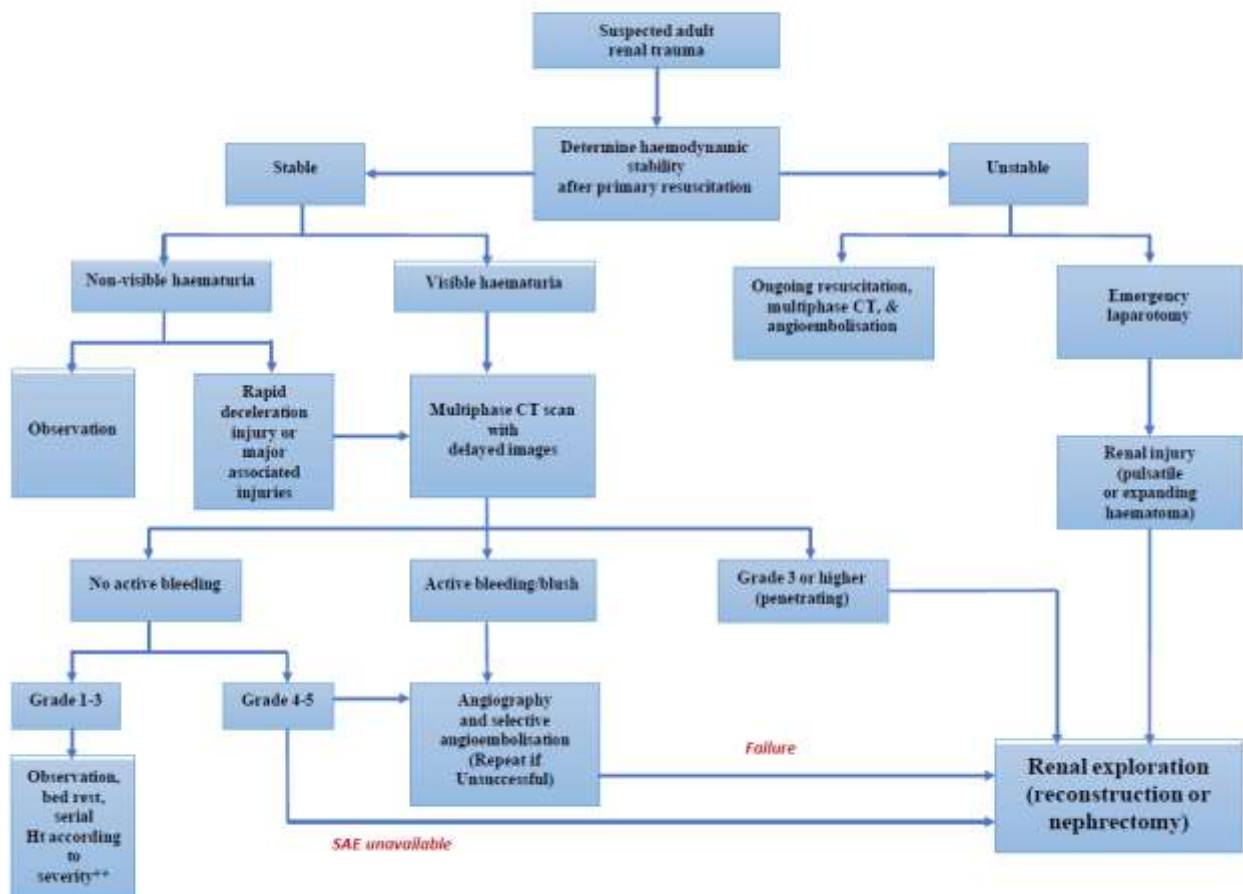 Suspected adult
renal trauma
Determine haemodynamic
stability
after primary resuscitation
Stable
Unstable
Non-visible haematuria
Visible haematuria
Ongoing resuscitation,
multiphase CT, &
angioembolisation
Emergency
laparotomy
Observation
Rapid
deceleration
injury or
major
associated
injuries
Multiphase CT scan
with
delayed images
Renal injury
(pulsatile
or expanding
haematoma)
No active bleeding
Active bleeding/blush
Grade 3 or higher
(penetrating)
Grade 1-3
Grade 4-5
Angiography
and selective
angioembolisation
(Repeat if
Unsuccessful)
Failure
Renal exploration
(reconstruction or
nephrectomy)
Observation,
bed rest,
serial
Ht according
to
severity**
SAE unavailable